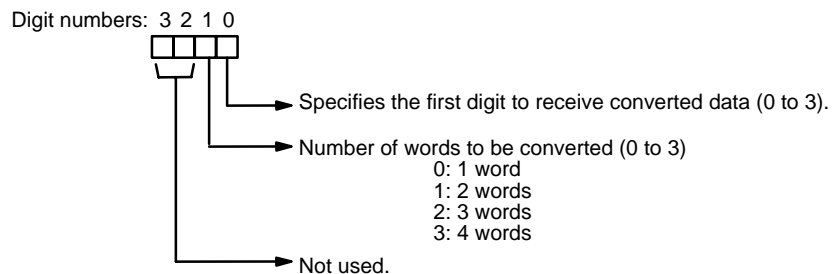 Digit numbers: 3 2 1 0
Specifies the first digit to receive converted data (0 to 3).
Number of words to be converted (0 to 3)
0: 1 word
1: 2 words
2: 3 words
3: 4 words
Not used.